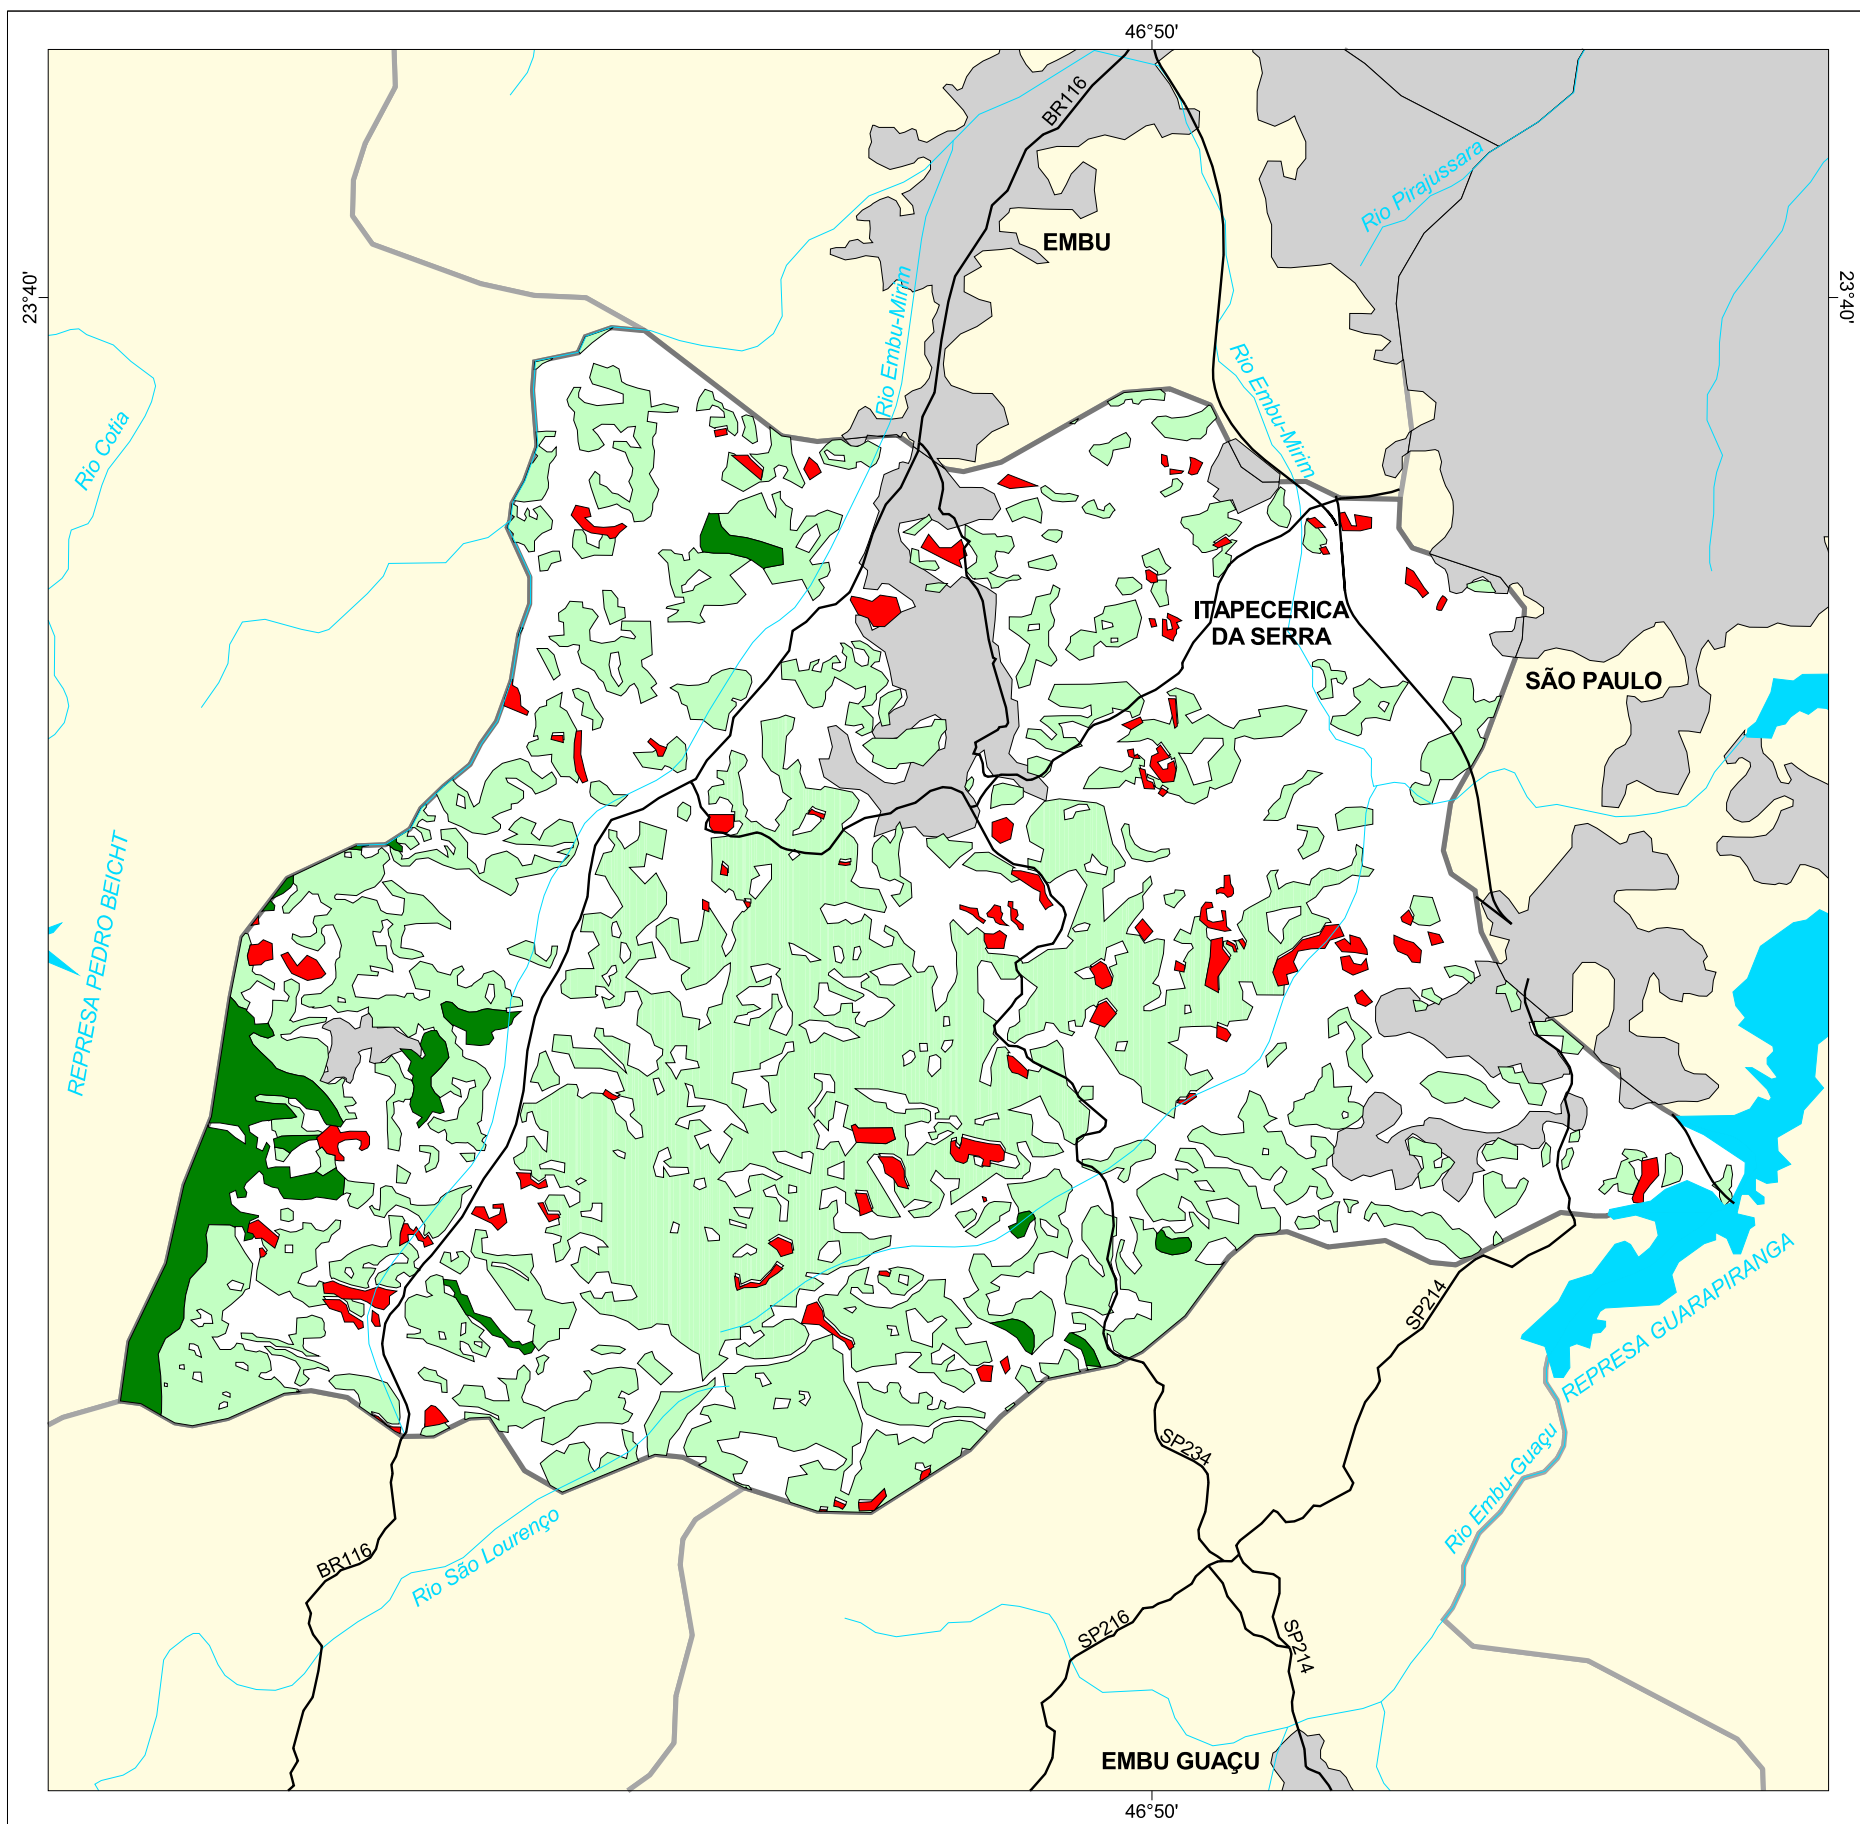 46°50'
BR116
Rio Pirajussara
EMBU
23°40'
23°40'
Rio Embu-Mirim
Rio Embu-Mirim
Rio Cotia
ITAPECERICA
DA SERRA
SÃO PAULO
REPRESA PEDRO BEICHT
REPRESA GUARAPIRANGA
SP214
SP234
Rio Embu-Guaçu
BR116
Rio São Lourenço
SP216
SP214
EMBU GUAÇU
46°50'